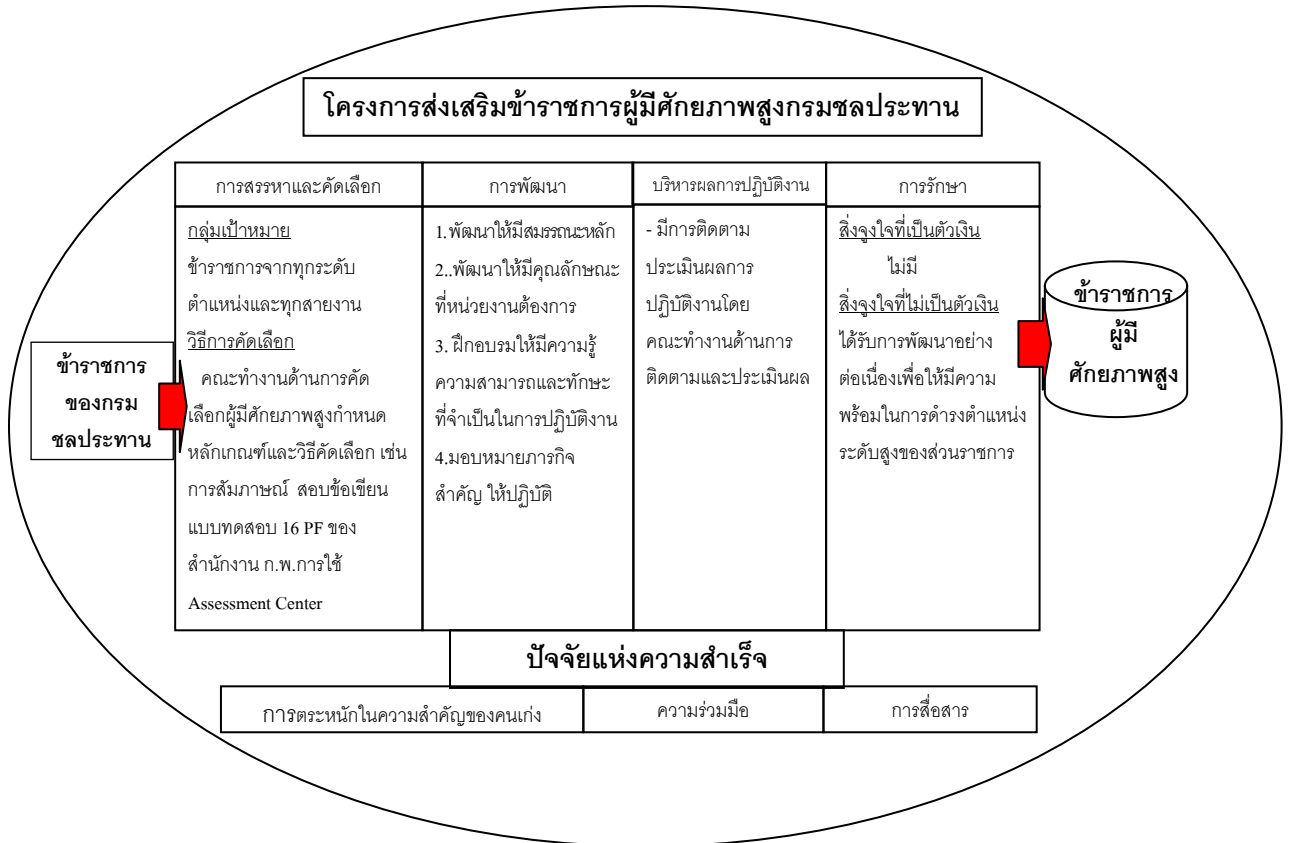 โครงการส่งเสริมข้าราชการผู้มีศักยภาพสูงกรมชลประทาน
ข้าราชการ
ของกรม
ชลประทาน
การสรรหาและคัดเลือก
กลุ่มเป้าหมาย
ข้าราชการจากทุกระดับ
ตำแหน่งและทุกสายงาน
วิธีการคัดเลือก
คณะทำงานด้านการคัด
เลือกผู้มีศักยภาพสูงกำหนด
หลักเกณฑ์และวิธีคัดเลือก เช่น
การสัมภาษณ์ สอบข้อเขียน
แบบทดสอบ 16 PF ของ
สำนักงาน ก.พ.การใช้
Assessment Center
การพัฒนา
1.พัฒนาให้มีสมรรถนะหลัก
2..พัฒนาให้มีคุณลักษณะ
ที่หน่วยงานต้องการ
3. ฝึกอบรมให้มีความรู้
ความสามารถและทักษะ
ที่จำเป็นในการปฏิบัติงาน
4.มอบหมายภารกิจ
สำคัญ ให้ปฏิบัติ
บริหารผลการปฏิบัติงาน
- มีการติดตาม
ประเมินผลการ
ปฏิบัติงานโดย
คณะทำงานด้านการ
ติดตามและประเมินผล
การรักษา
สิ่งจูงใจที่เป็นตัวเงิน
ไม่มี
สิ่งจูงใจที่ไม่เป็นตัวเงิน
ได้รับการพัฒนาอย่าง
ต่อเนื่องเพื่อให้มีความ
พร้อมในการดำรงตำแหน่ง
ระดับสูงของส่วนราชการ
ข้าราชการ
ผู้มี
ศักยภาพสูง
ปัจจัยแห่งความสำเร็จ
การตระหนักในความสำคัญของคนเก่ง
ความร่วมมือ
การสื่อสาร